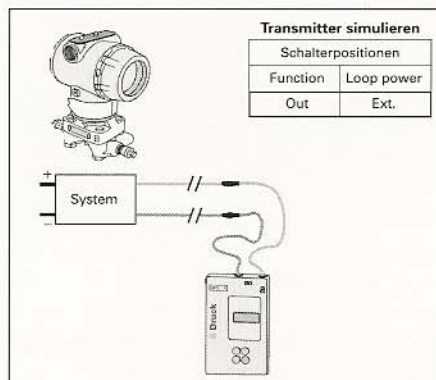 Transmitter simulieren
Schalterpositionen
Function Loop power
Out Ext.
+
System
−
Druck